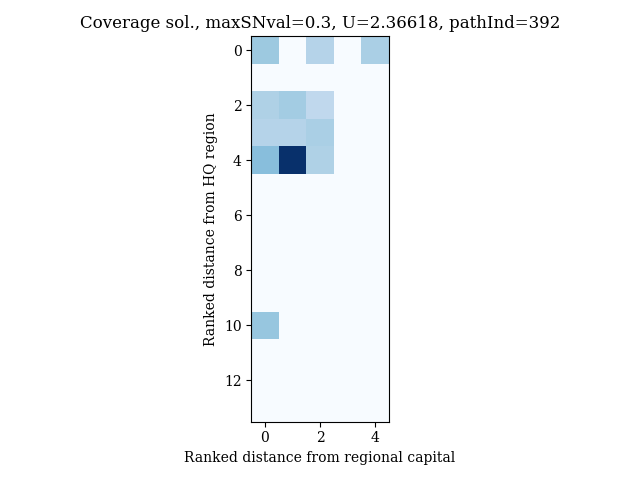 Coverage sol., maxSNval=0.3, U=2.36618, pathInd=392
Ranked distance from HQ region
0
2
4
6
8
10
12
0 2 4
Ranked distance from regional capital